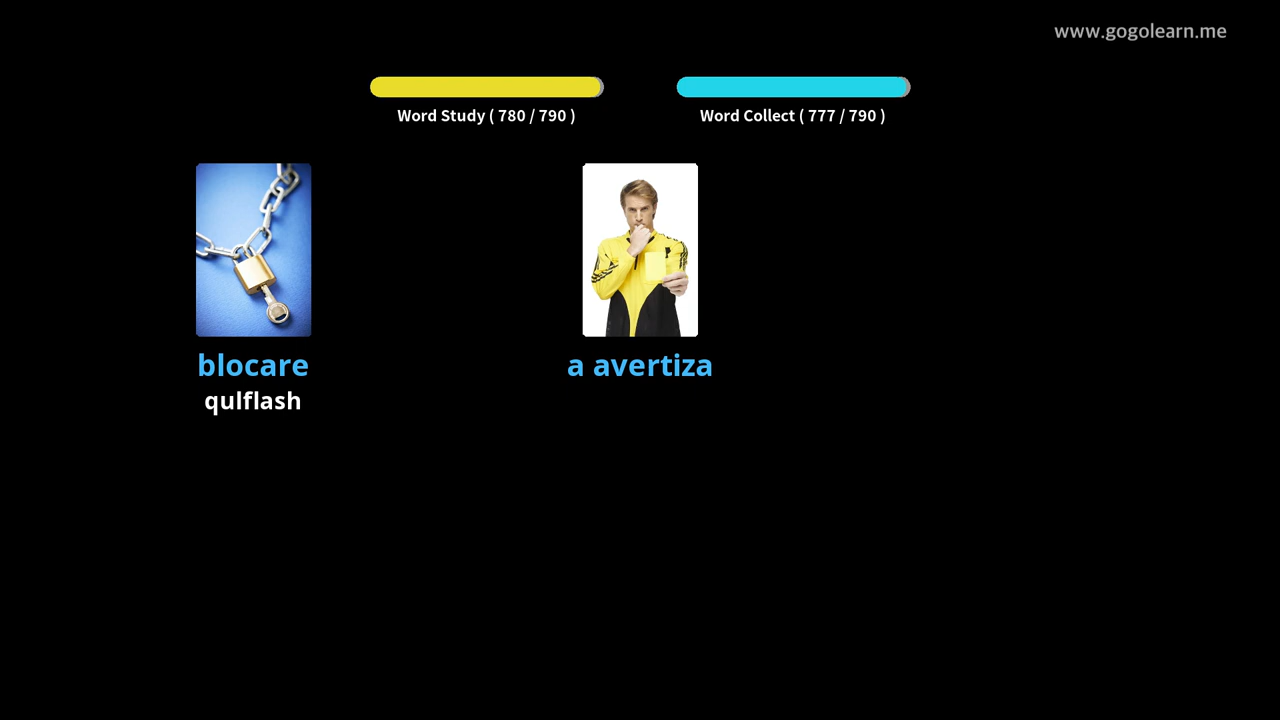 www.gogolearn.me
Word Study ( 780 / 790 )
Word Collect ( 777 / 790 )
blocare
qulflash
a avertiza